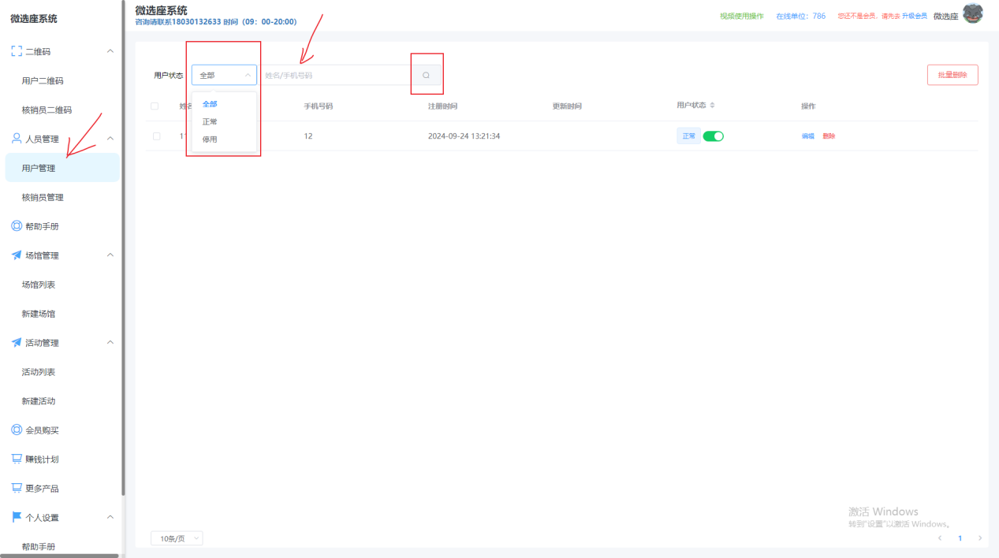 微选座系统
微选座系统
咨询请联系18030132633 时间（09：00-20:00）
视频使用操作
在线单位：786
您还不是会员，请先去 升级会员
微选座
二维码
用户二维码
核销员二维码
人员管理
用户管理
核销员管理
帮助手册
场馆管理
场馆列表
新建场馆
活动管理
活动列表
新建活动
会员购买
赚钱计划
更多产品
个人设置
帮助手册
用户状态
全部
姓名/手机号码
批量删除
全部
正常
停用
手机号码
注册时间
更新时间
用户状态
操作
12
2024-09-24 13:21:34
正常
编辑
删除
激活 Windows
转到"设置"以激活 Windows。
10条/页
1